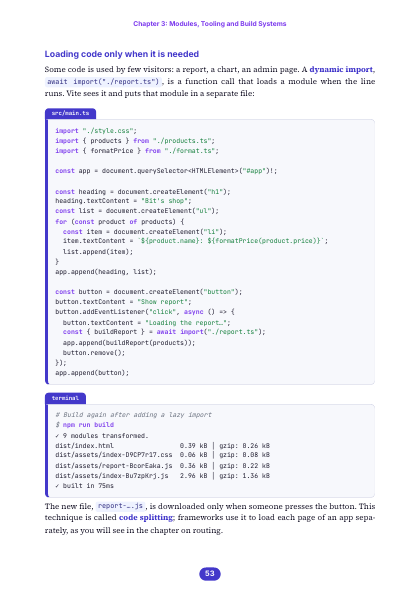 Chapter 3: Modules, Tooling and Build Systems
Loading code only when it is needed
Some code is used by few visitors: a report, a chart, an admin page. A dynamic import,
await import("./report.ts"), is a function call that loads a module when the line
runs. Vite sees it and puts that module in a separate file:
src/main.ts
import "./style.css";
import { products } from "./products.ts";
import { formatPrice } from "./format.ts";
const app = document.querySelector<HTMLElement>("#app")!;
const heading = document.createElement("h1");
heading.textContent = "Bit's shop";
const list = document.createElement("ul");
for (const product of products) {
  const item = document.createElement("li");
  item.textContent = `${product.name}: ${formatPrice(product.price)}`;
  list.append(item);
}
app.append(heading, list);
const button = document.createElement("button");
button.textContent = "Show report";
button.addEventListener("click", async () => {
  button.textContent = "Loading the report…";
  const { buildReport } = await import("./report.ts");
  app.append(buildReport(products));
  button.remove();
});
app.append(button);
terminal
# Build again after adding a lazy import
$ npm run build
✓ 9 modules transformed.
dist/index.html                 0.39 kB │ gzip: 0.26 kB
dist/assets/index-D9CP7r17.css  0.06 kB │ gzip: 0.08 kB
dist/assets/report-BcorEaka.js  0.36 kB │ gzip: 0.22 kB
dist/assets/index-Bu7zpKrj.js   2.96 kB │ gzip: 1.36 kB
✓ built in 75ms
The new file, report-….js, is downloaded only when someone presses the button. This
technique is called code splitting; frameworks use it to load each page of an app sepa-
rately, as you will see in the chapter on routing.
53